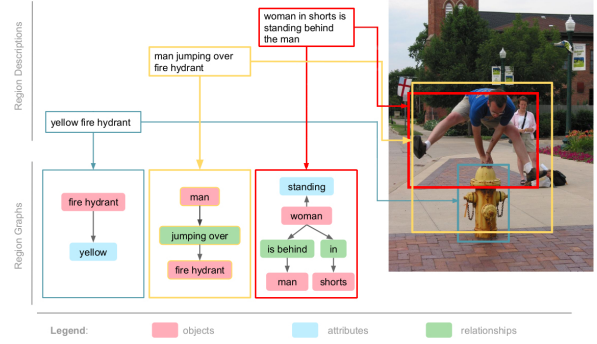 woman in shorts is
standing behind
the man
man jumping over
fire hydrant
yellow fire hydrant
Region Descriptions
standing
fire hydrant
man
woman
jumping over
yellow
is behind
in
fire hydrant
man
shorts
Region Graphs
Legend:
objects
attributes
relationships